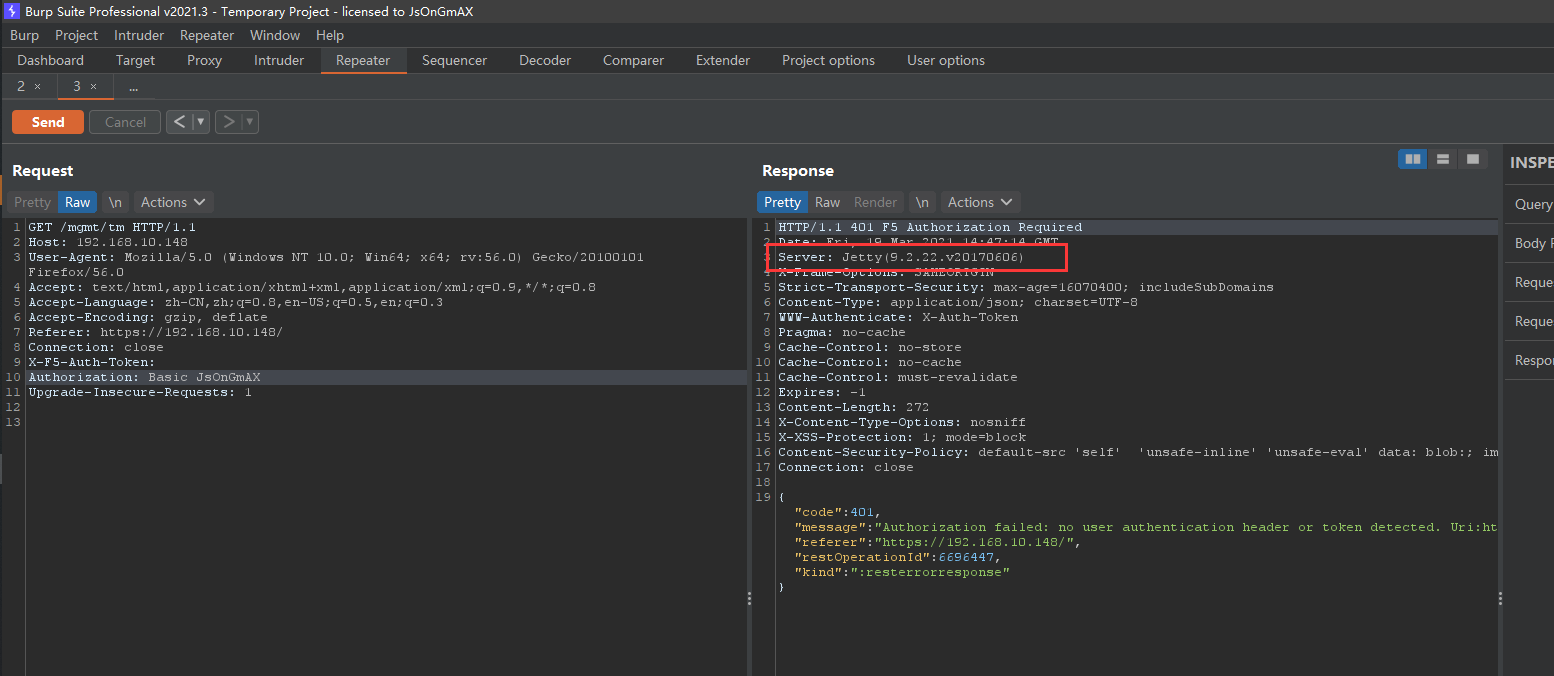 Burp Suite Professional v2021.3 - Temporary Project - licensed to JsOnGmAX
Burp Project Intruder Repeater Window Help
Dashboard Target Proxy Intruder Repeater Sequencer Decoder Comparer Extender Project options User options
2 × 3 × ...
Send Cancel < >
Request
Pretty Raw \n Actions
1 GET /mgmt/tm HTTP/1.1
2 Host: 192.168.10.148
3 User-Agent: Mozilla/5.0 (Windows NT 10.0; Win64; x64; rv:56.0) Gecko/20100101
Firefox/56.0
4 Accept: text/html,application/xhtml+xml,application/xml;q=0.9,*/*;q=0.8
5 Accept-Language: zh-CN,zh;q=0.8,en-US;q=0.5,en;q=0.3
6 Accept-Encoding: gzip, deflate
7 Referer: https://192.168.10.148/
8 Connection: close
9 X-F5-Auth-Token:
10 Authorization: Basic JsOnGmAX
11 Upgrade-Insecure-Requests: 1
12
13
Response
Pretty Raw Render \n Actions
1 HTTP/1.1 401 F5 Authorization Required
2 Date: Fri, 19 Mar 2021 14:47:14 GMT
3 Server: Jetty(9.2.22.v20170606)
4 X-Frame-Options: SAMEORIGIN
5 Strict-Transport-Security: max-age=16070400; includeSubDomains
6 Content-Type: application/json; charset=UTF-8
7 WWW-Authenticate: X-Auth-Token
8 Pragma: no-cache
9 Cache-Control: no-store
10 Cache-Control: no-cache
11 Cache-Control: must-revalidate
12 Expires: -1
13 Content-Length: 272
14 X-Content-Type-Options: nosniff
15 X-XSS-Protection: 1; mode=block
16 Content-Security-Policy: default-src 'self'  'unsafe-inline' 'unsafe-eval' data: blob:; im
17 Connection: close
18
19 {
"code":401,
"message":"Authorization failed: no user authentication header or token detected. Uri:ht
"referer":"https://192.168.10.148/",
"restOperationId":6696447,
"kind":":resterrorresponse"
}
INSPE
Query
Body P
Reque
Reque
Respo